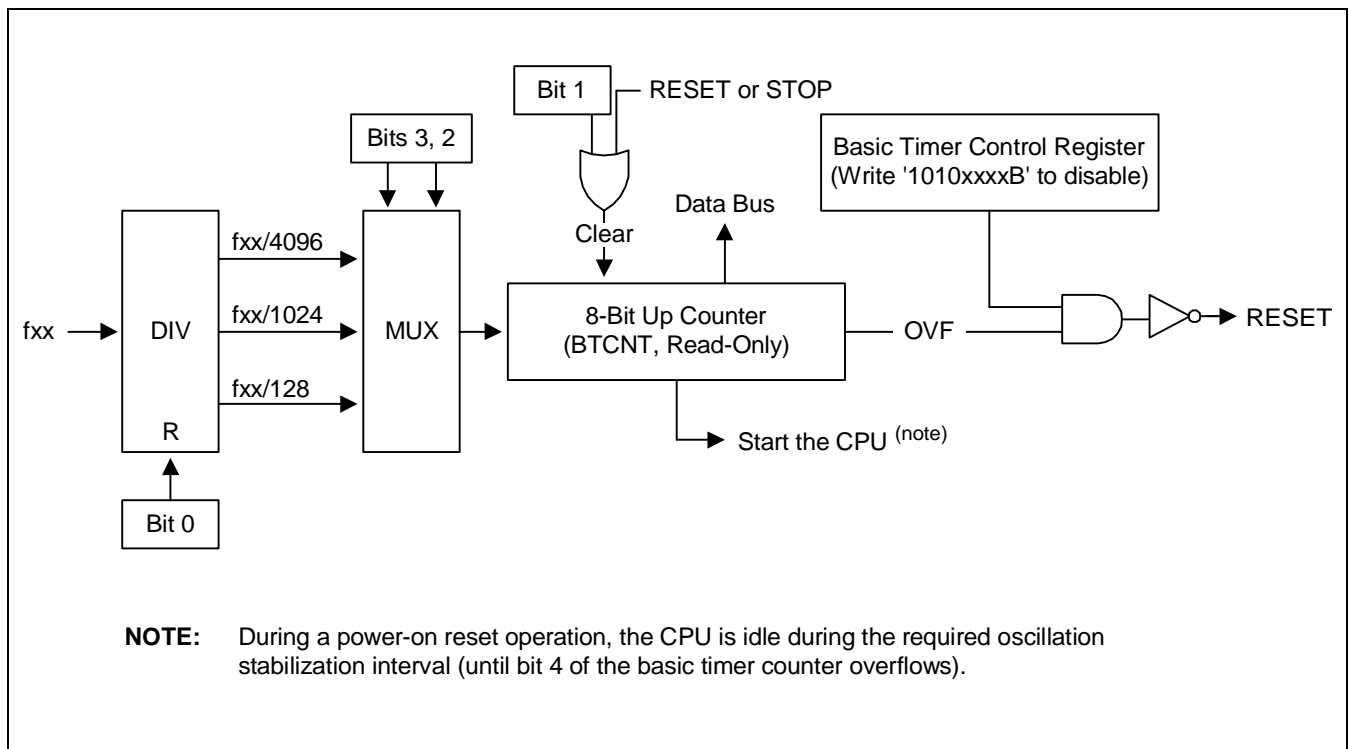 Bit 1
RESET or STOP
Bits 3, 2
Basic Timer Control Register
(Write '1010xxxxB' to disable)
Data Bus
Clear
fxx/4096
fxx
DIV
fxx/1024
MUX
8-Bit Up Counter
(BTCNT, Read-Only)
OVF
RESET
fxx/128
R
Start the CPU (note)
Bit 0
NOTE: During a power-on reset operation, the CPU is idle during the required oscillation
stabilization interval (until bit 4 of the basic timer counter overflows).